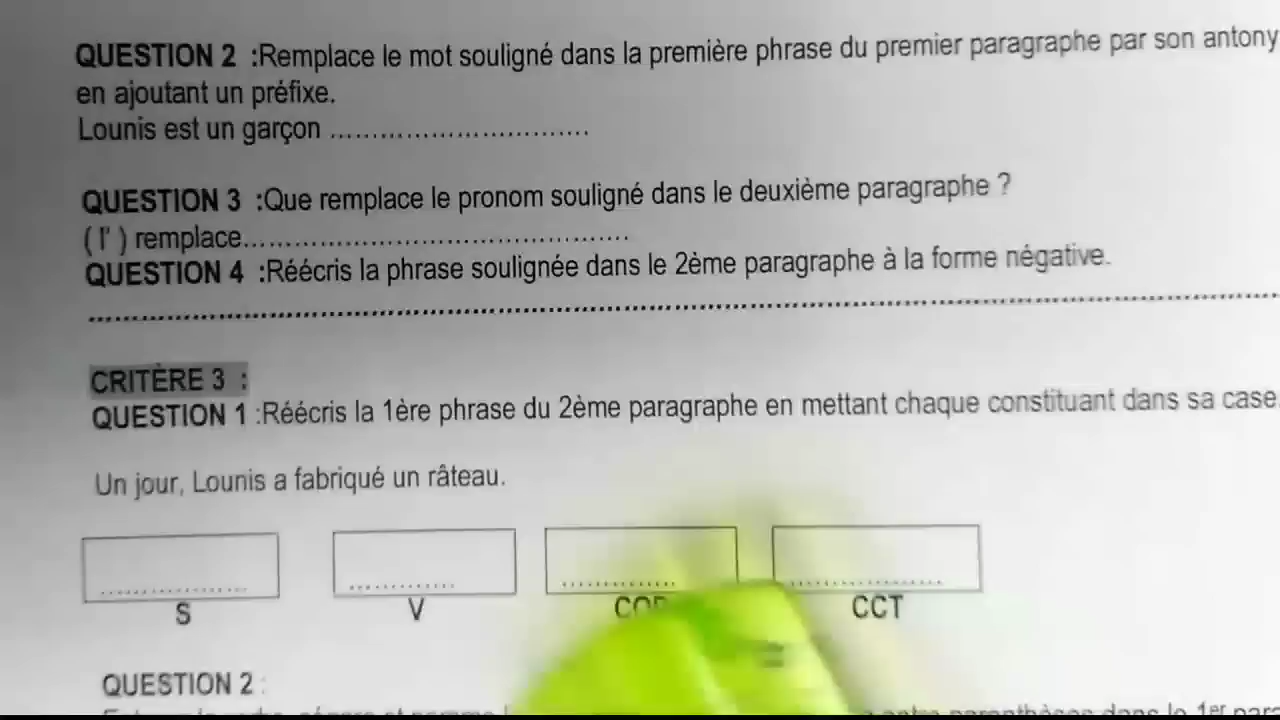 QUESTION 2 :Remplace le mot souligné dans la première phrase du premier paragraphe par son antony
en ajoutant un préfixe.
Lounis est un garçon ...............................
QUESTION 3 :Que remplace le pronom souligné dans le deuxième paragraphe ?
( l' ) remplace..............................................
QUESTION 4 :Réécris la phrase soulignée dans le 2ème paragraphe à la forme négative.
CRITÈRE 3 :
QUESTION 1 :Réécris la 1ère phrase du 2ème paragraphe en mettant chaque constituant dans sa case.
Un jour, Lounis a fabriqué un râteau.
S V COD CCT
QUESTION 2 :